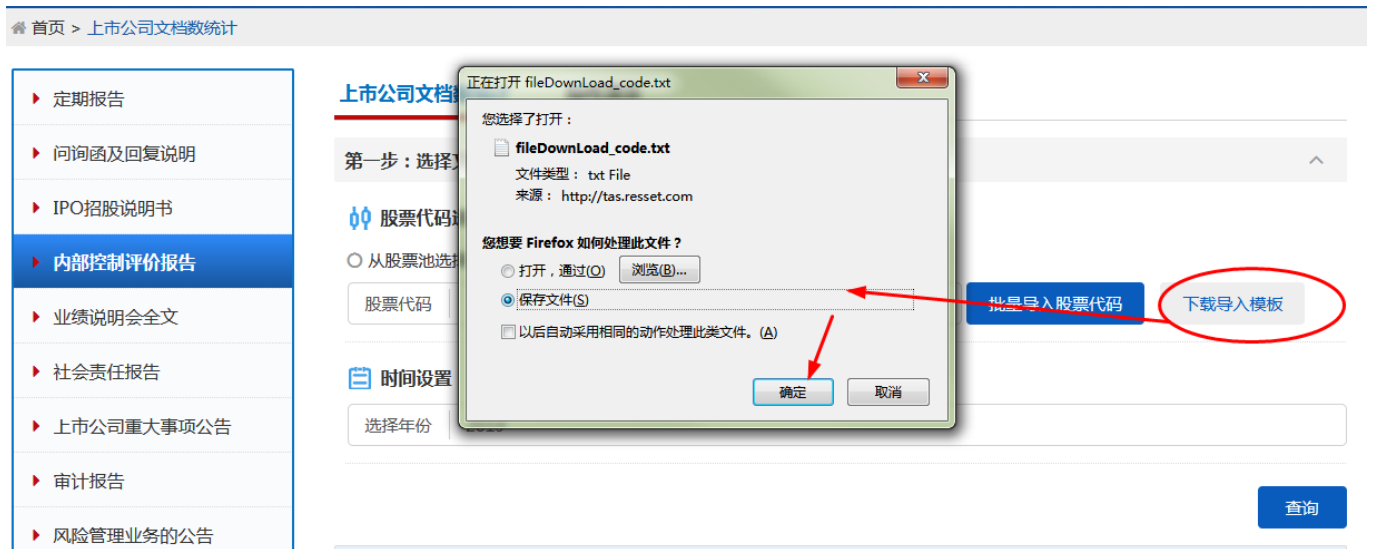 首页 > 上市公司文档数统计
定期报告
问询函及回复说明
IPO招股说明书
内部控制评价报告
业绩说明会全文
社会责任报告
上市公司重大事项公告
审计报告
风险管理业务的公告
上市公司文档
第一步：选择
股票代码
从股票池选
股票代码
批量导入股票代码
下载导入模板
时间设置
选择年份
查询
正在打开 fileDownLoad_code.txt
您选择了打开：
fileDownLoad_code.txt
文件类型： txt File
来源： http://tas.resset.com
您想要 Firefox 如何处理此文件？
打开，通过(O) 浏览(B)...
保存文件(S)
以后自动采用相同的动作处理此类文件。(A)
确定 取消